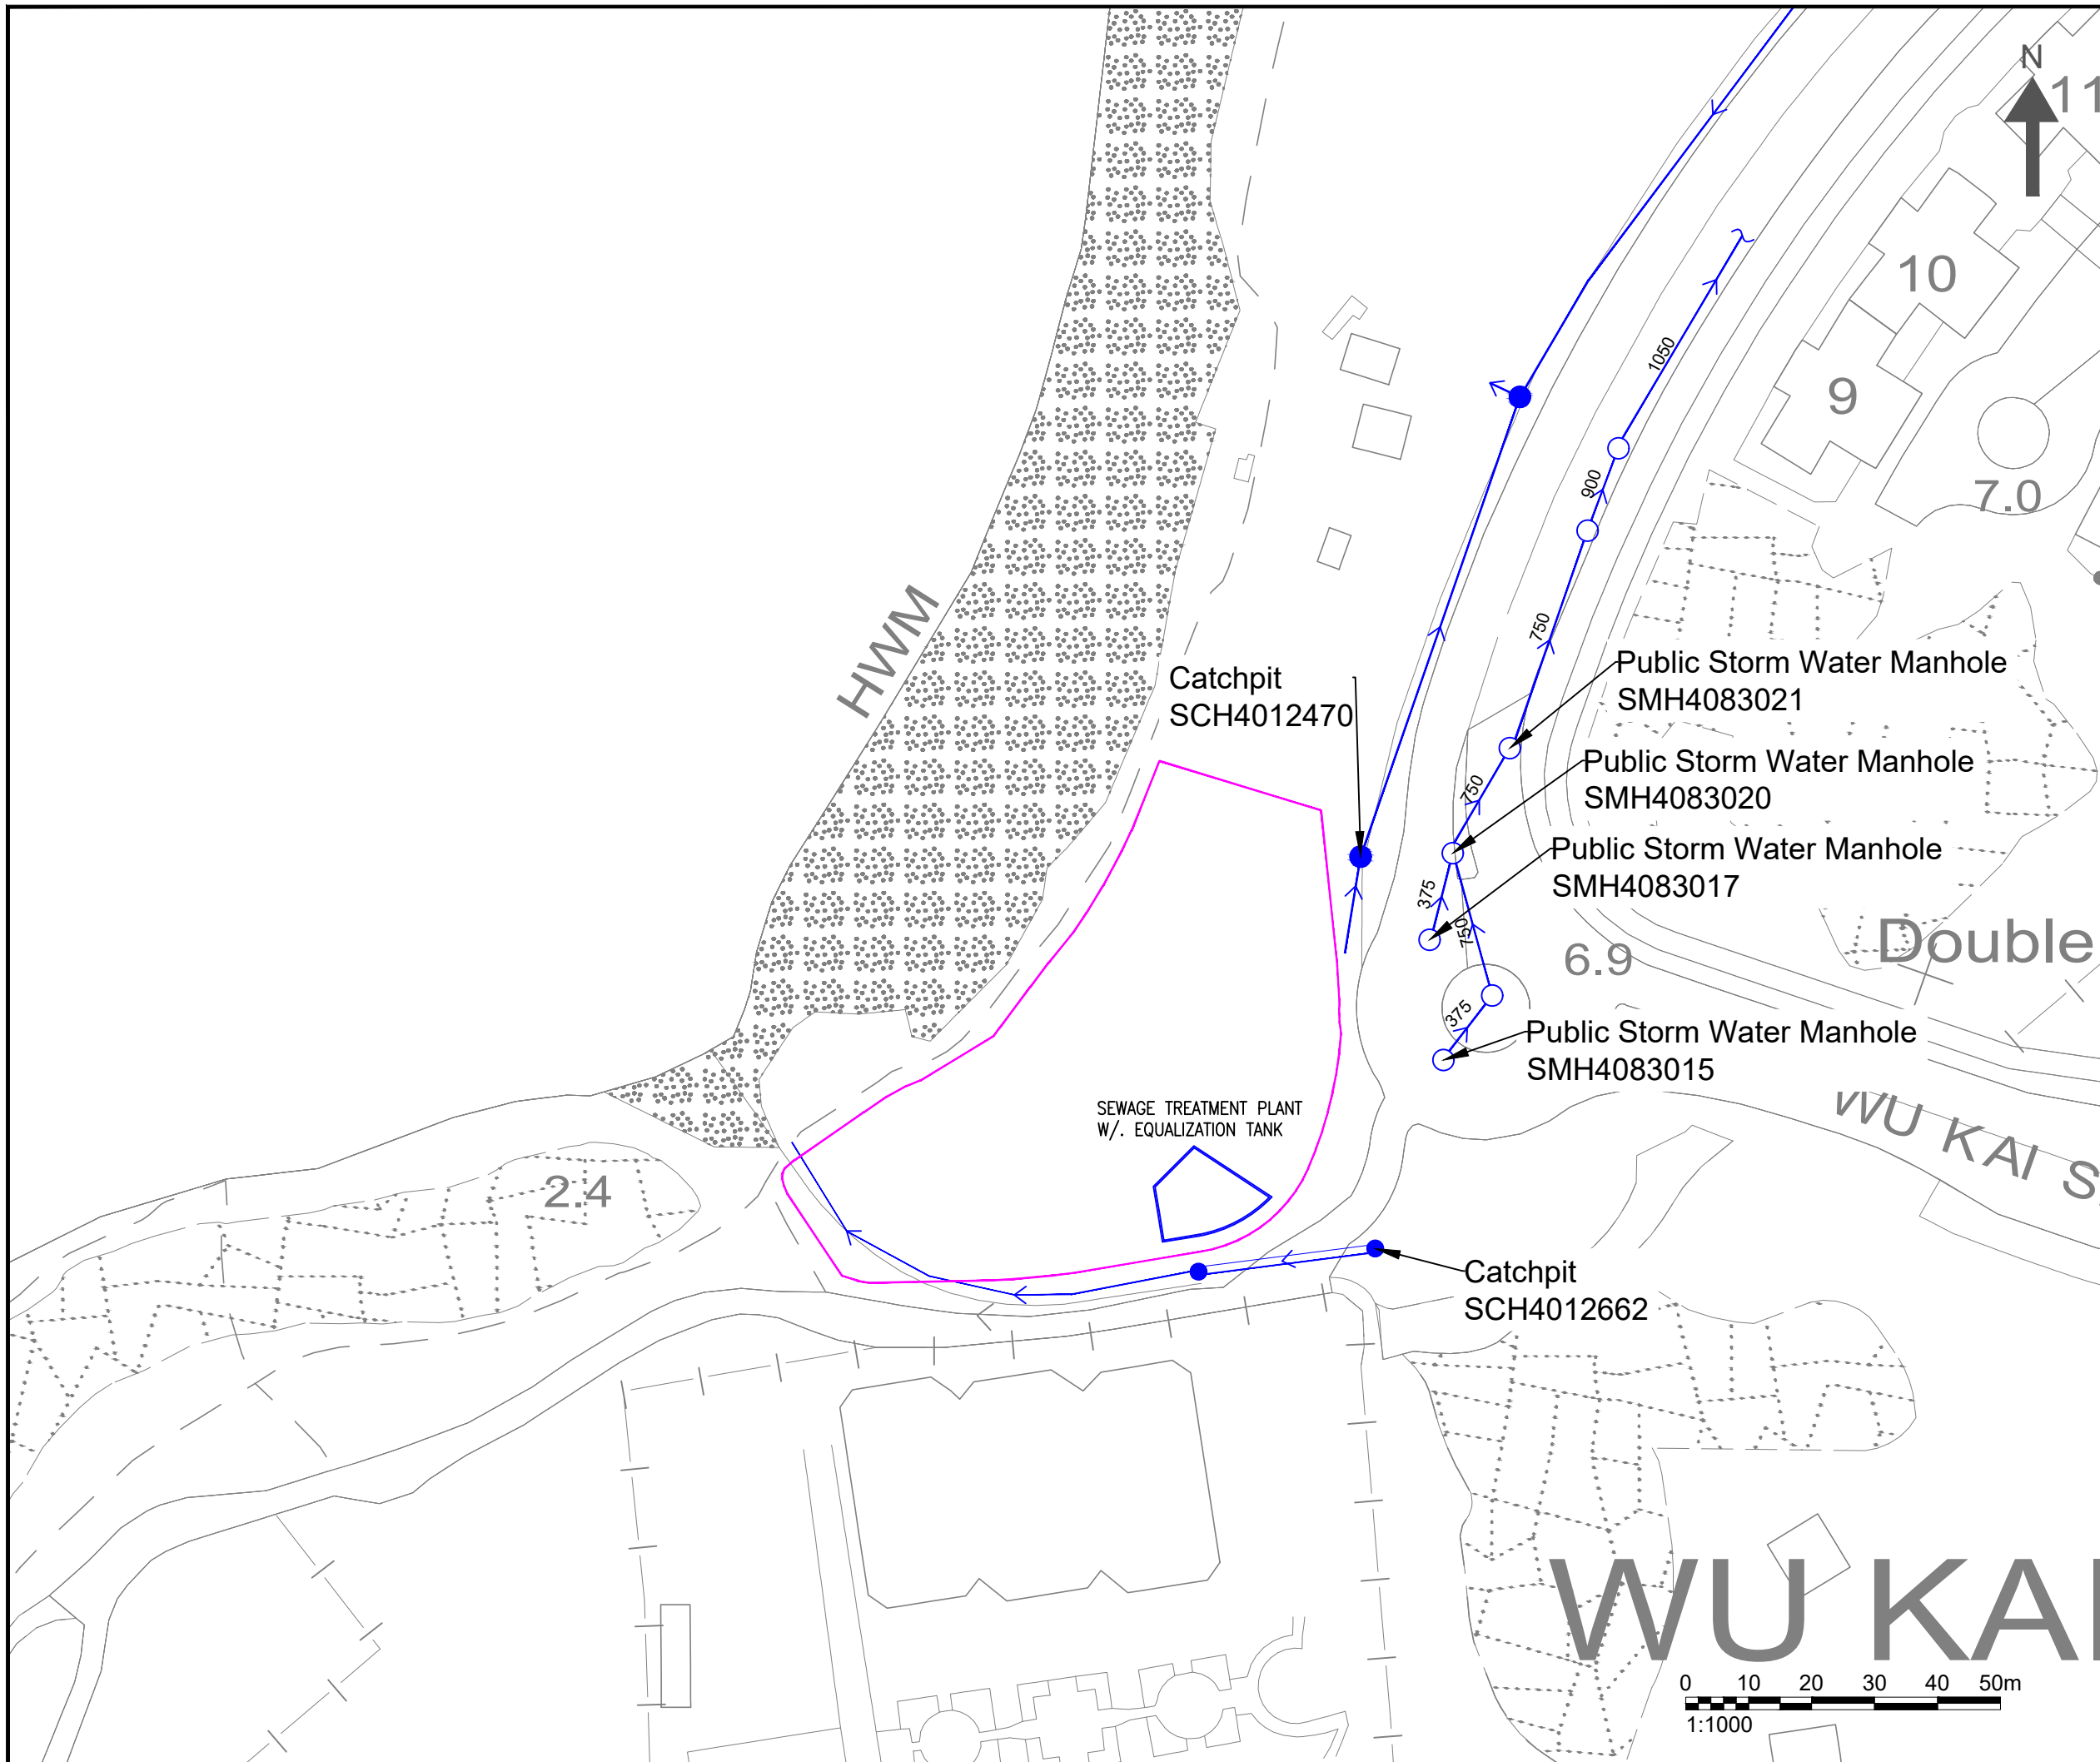 N
11
10
1050
9
900
7.0
HWM
750
Public Storm Water Manhole
SMH4083021
Catchpit
SCH4012470
Public Storm Water Manhole
SMH4083020
750
Public Storm Water Manhole
SMH4083017
375
750
6.9
Double
375
Public Storm Water Manhole
SMH4083015
SEWAGE TREATMENT PLANT
W/. EQUALIZATION TANK
WU KAI S
2.4
Catchpit
SCH4012662
WU KAI
0 10 20 30 40 50m
1:1000